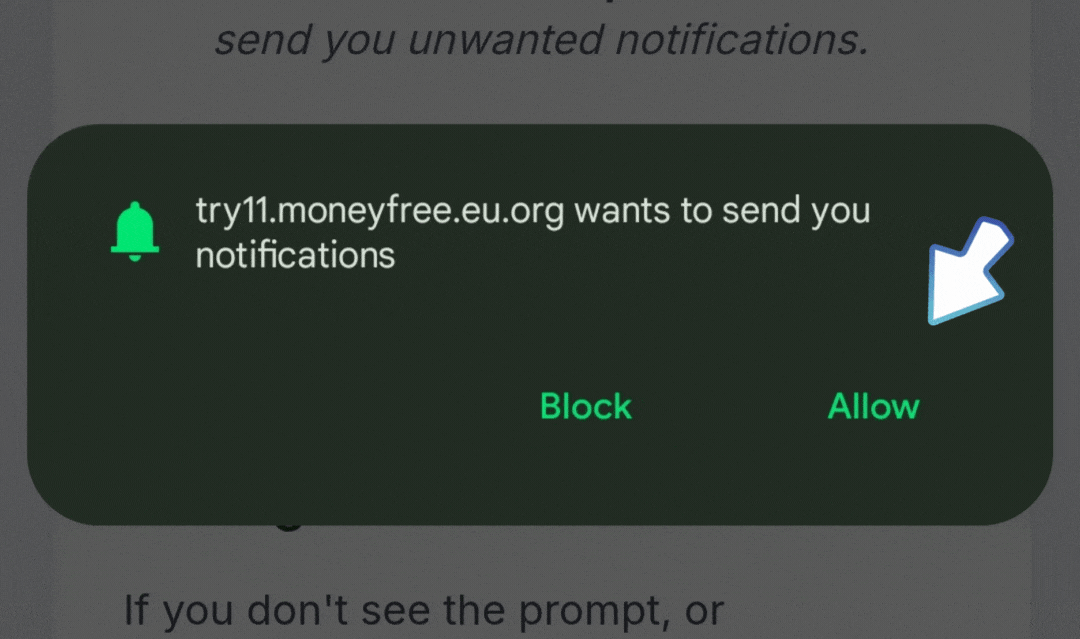 send you unwanted notifications.
try11.moneyfree.eu.org wants to send you
notifications
Block
Allow
If you don't see the prompt, or